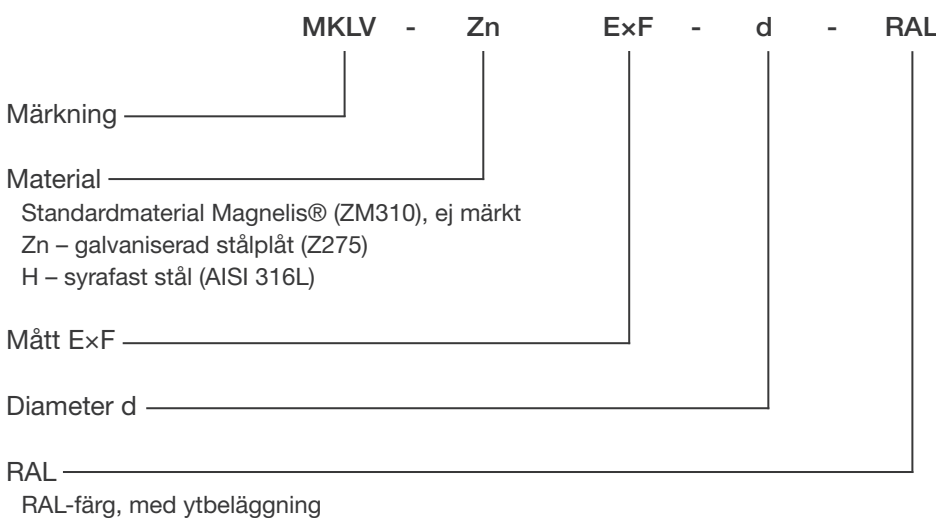 MKLV - Zn E×F - d - RAL
Märkning
Material
Standardmaterial Magnelis® (ZM310), ej märkt
Zn – galvaniserad stålplåt (Z275)
H – syrafast stål (AISI 316L)
Mått E×F
Diameter d
RAL
RAL-färg, med ytbeläggning